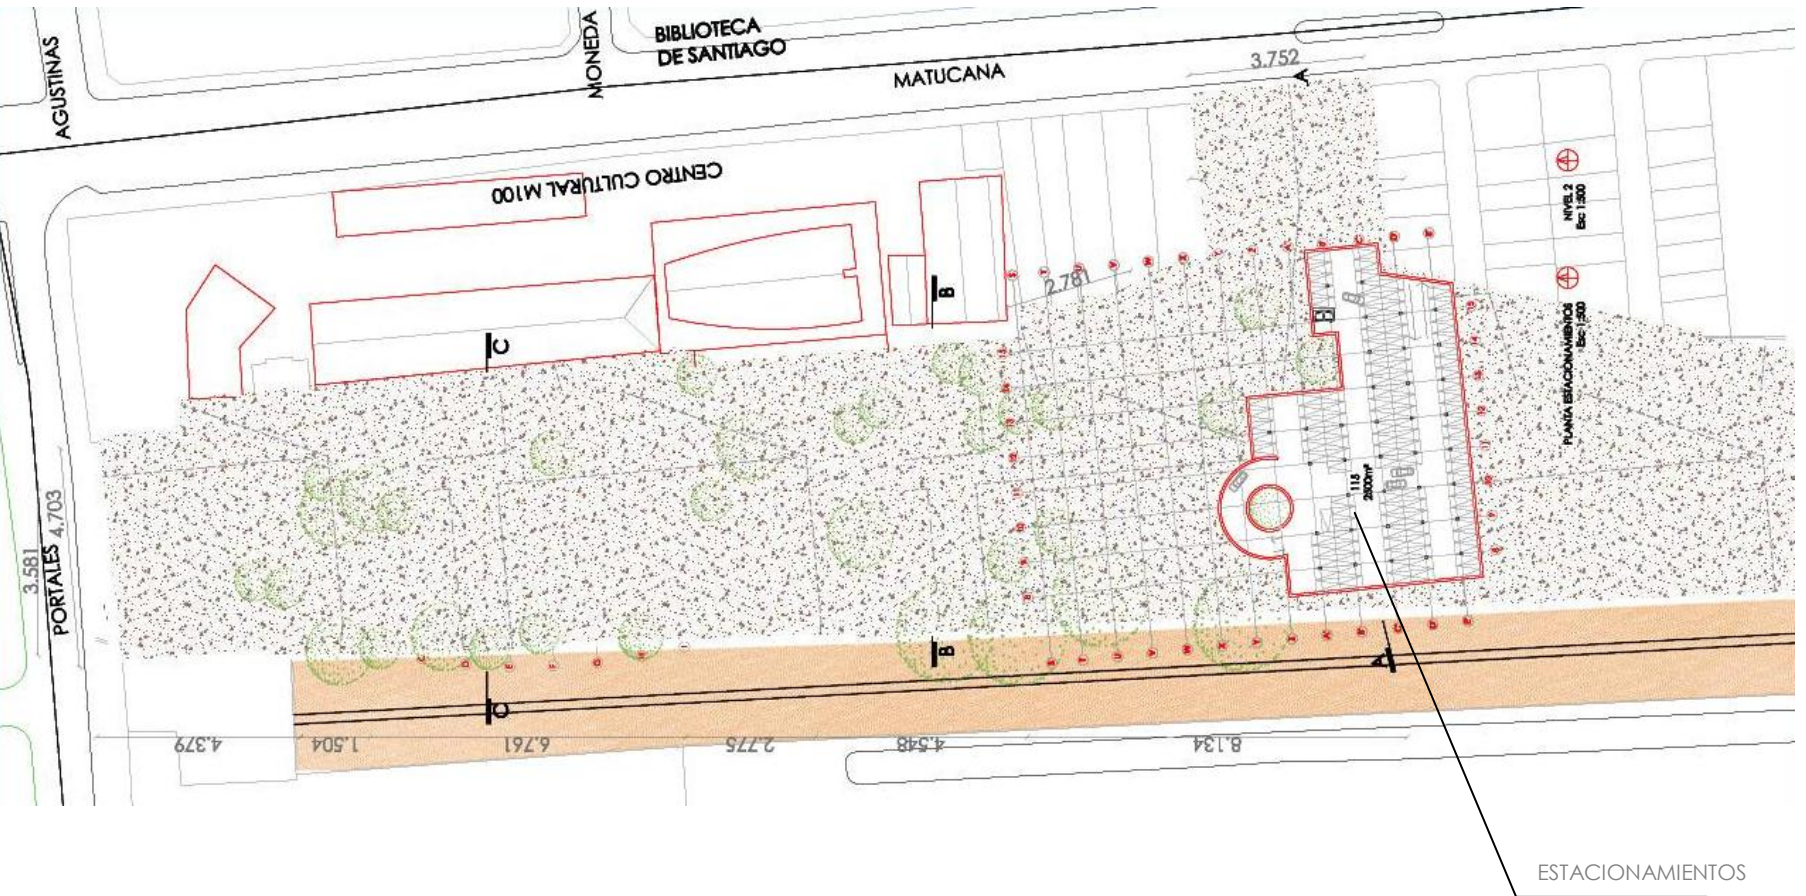 BIBLIOTECA
DE SANTIAGO
AGUSTINAS
MONEDA
MATUCANA
3.752
A
CENTRO CULTURAL M100
NIVEL 2
Esc 1:500
2.781
B
C
PLANTA ESTACIONAMIENTOS
Esc 1:500
115
2500m²
3.581
PORTALES 4.703
B
A
C
4.379
1.504
6.761
2.775
4.548
8.134
ESTACIONAMIENTOS